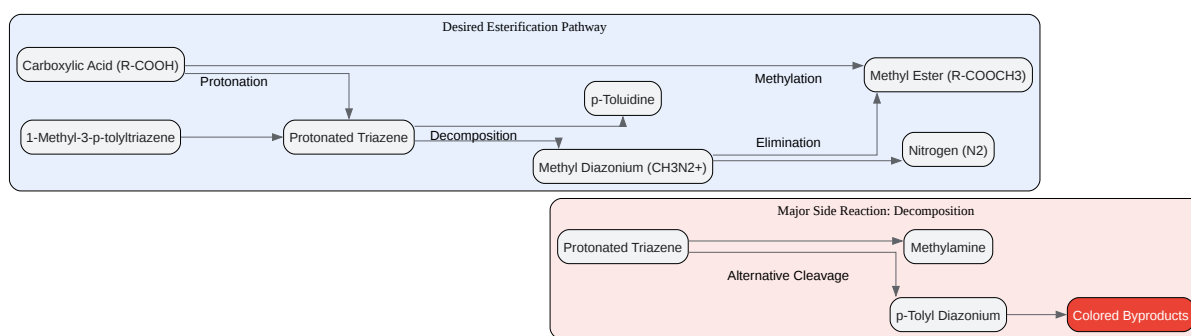 Desired Esterification Pathway
Carboxylic Acid (R-COOH)
Protonation
Methylation
Methyl Ester (R-COOCH3)
p-Toluidine
1-Methyl-3-p-tolyltriazene
Protonated Triazene
Decomposition
Elimination
Nitrogen (N2)
Methyl Diazonium (CH3N2+)
Major Side Reaction: Decomposition
Protonated Triazene
Methylamine
Alternative Cleavage
p-Tolyl Diazonium
Colored Byproducts